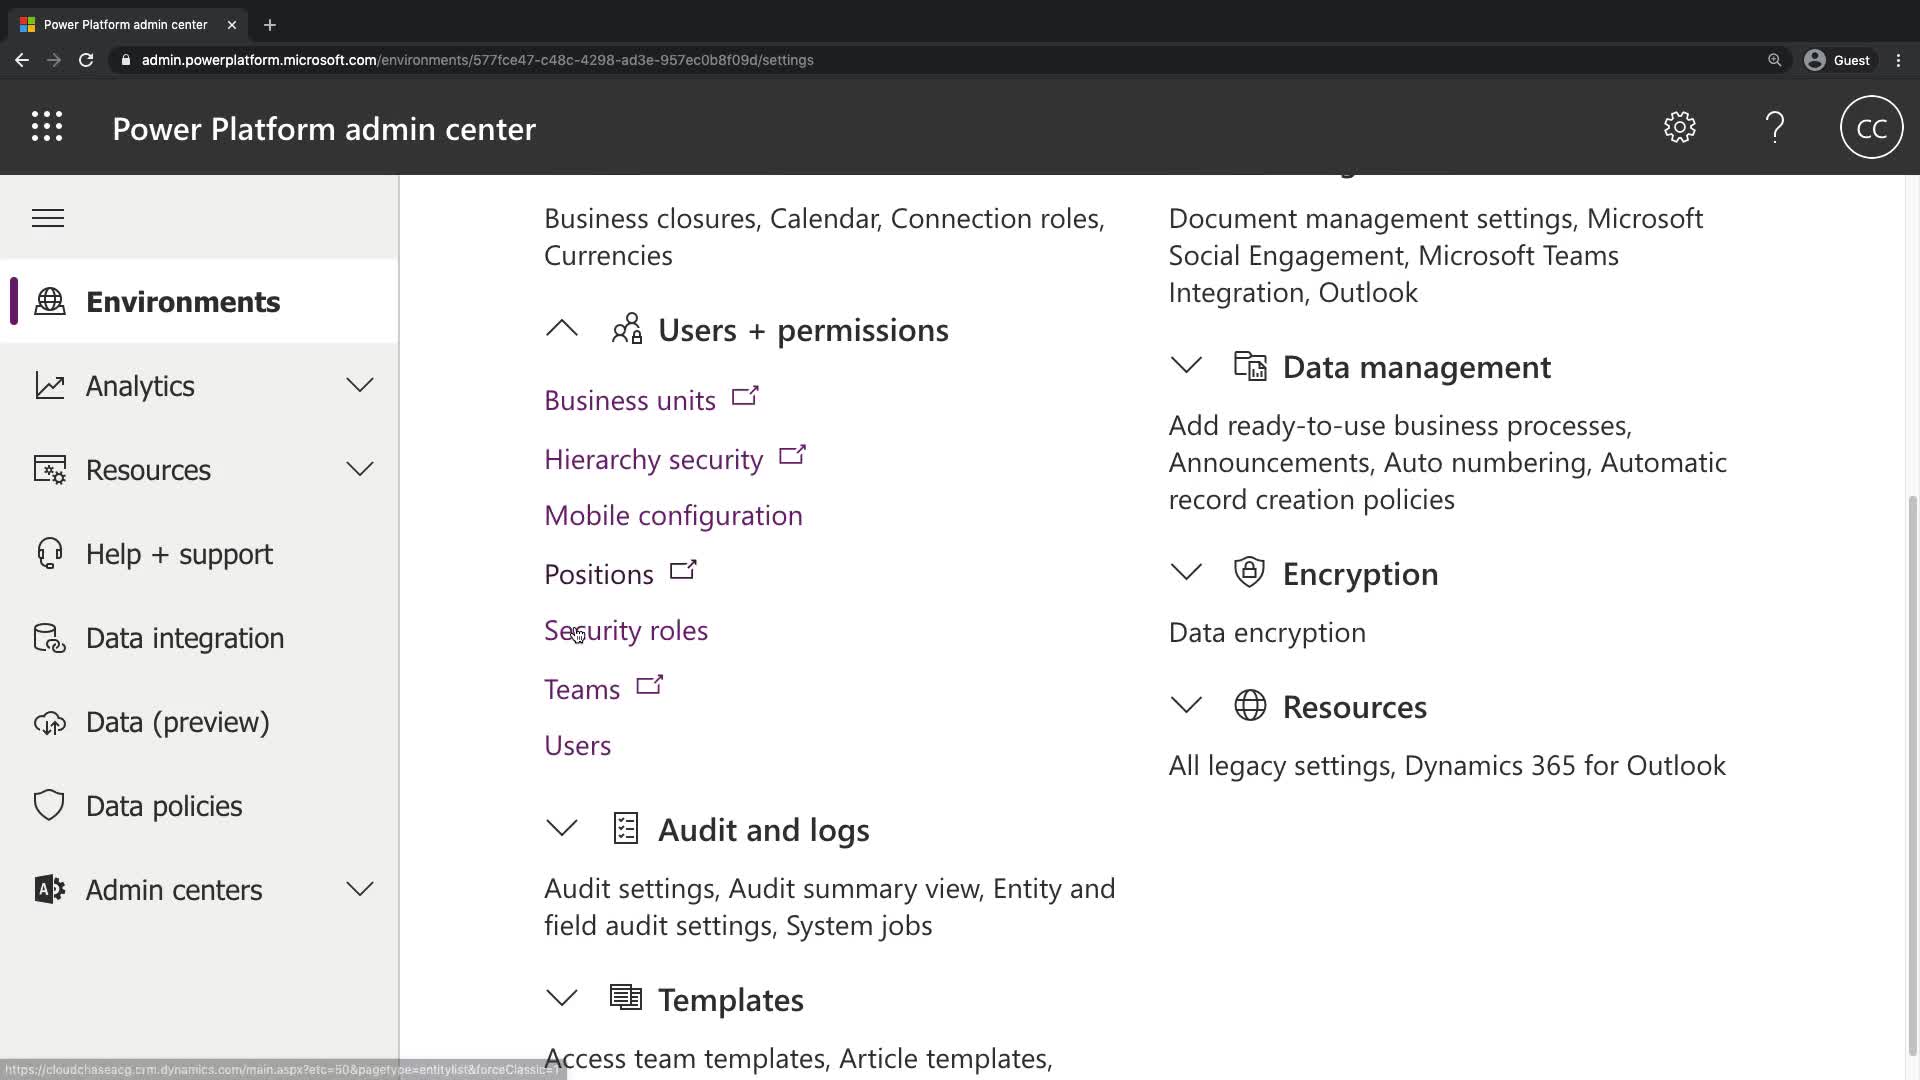 Power Platform admin center
admin.powerplatform.microsoft.com/environments/577fce47-c48c-4298-ad3e-957ec0b8f09d/settings
Guest
Power Platform admin center
CC
Environments
Analytics
Resources
Help + support
Data integration
Data (preview)
Data policies
Admin centers
Business closures, Calendar, Connection roles,
Currencies
Users + permissions
Business units
Hierarchy security
Mobile configuration
Positions
Security roles
Teams
Users
Audit and logs
Audit settings, Audit summary view, Entity and
field audit settings, System jobs
Templates
Access team templates, Article templates,
Document management settings, Microsoft
Social Engagement, Microsoft Teams
Integration, Outlook
Data management
Add ready-to-use business processes,
Announcements, Auto numbering, Automatic
record creation policies
Encryption
Data encryption
Resources
All legacy settings, Dynamics 365 for Outlook
https://cloudchaseacg.crm.dynamics.com/main.aspx?etc=50&pagetype=entitylist&forceClassic=1